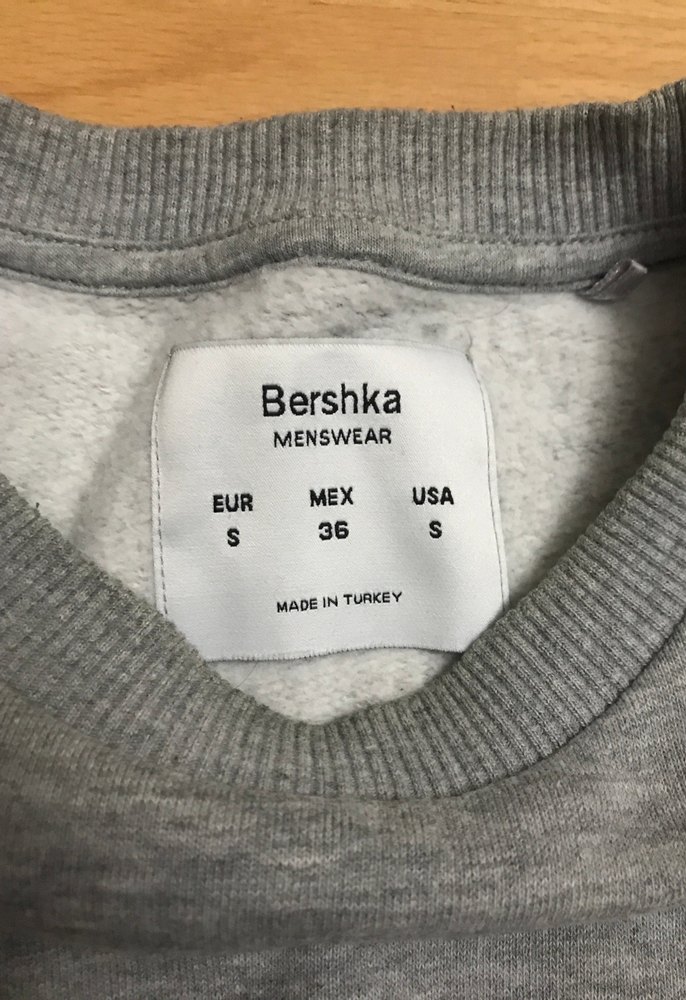 Bershka
MENSWEAR
EUR MEX USA
S 36 S
MADE IN TURKEY